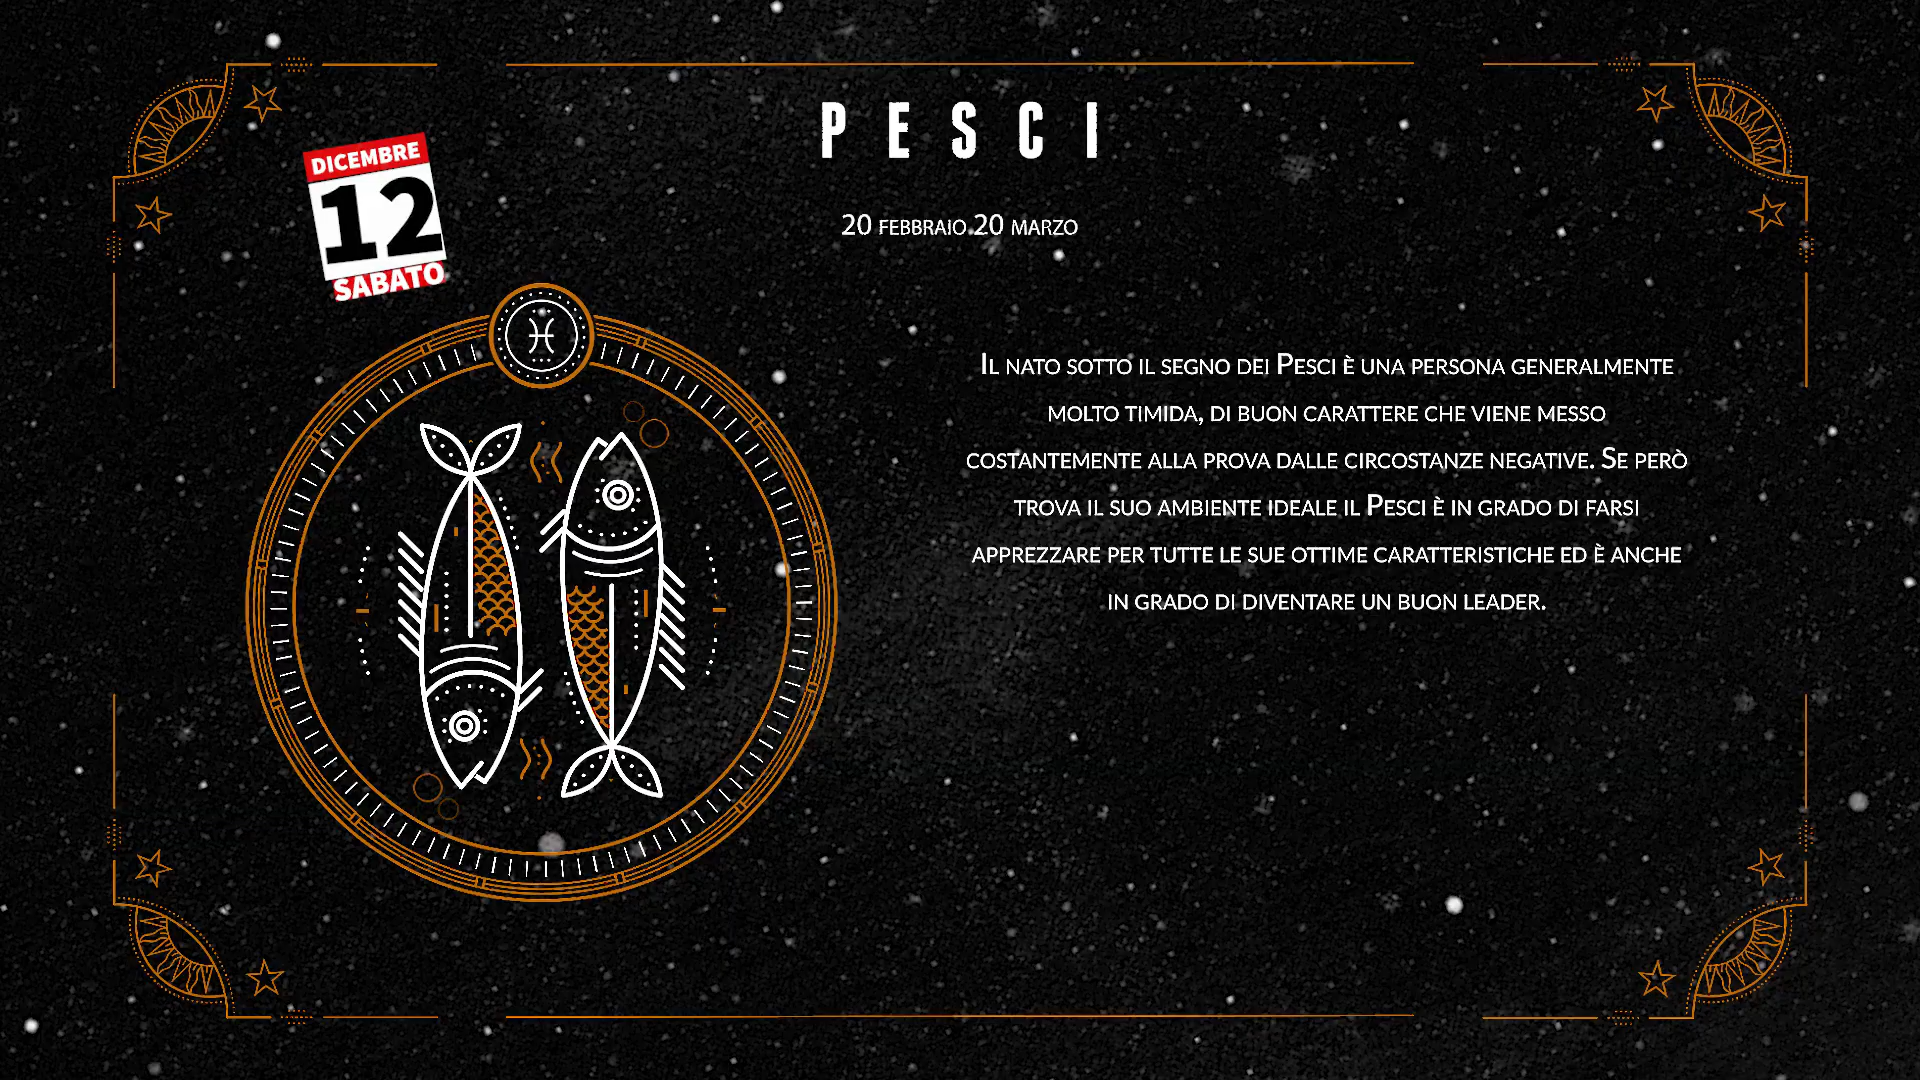 PESCI
DICEMBRE
12
SABATO
20 febbraio.20 marzo
Il nato sotto il segno dei Pesci è una persona generalmente
molto timida, di buon carattere che viene messo
costantemente alla prova dalle circostanze negative. Se però
trova il suo ambiente ideale il Pesci è in grado di farsi
apprezzare per tutte le sue ottime caratteristiche ed è anche
in grado di diventare un buon leader.